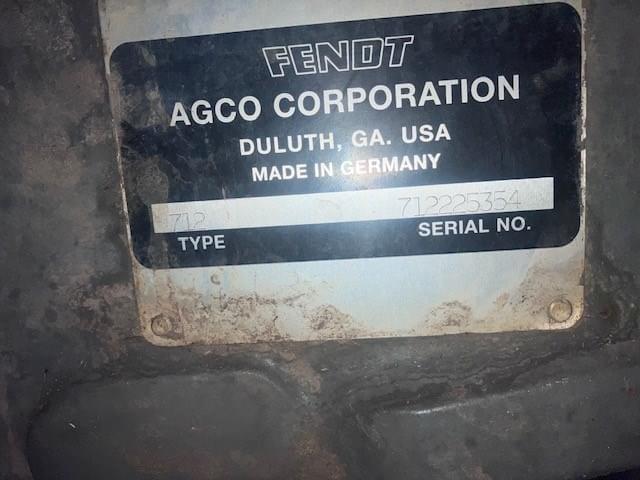 FENDT
AGCO CORPORATION
DULUTH, GA. USA
MADE IN GERMANY
712 712225354
TYPE SERIAL NO.